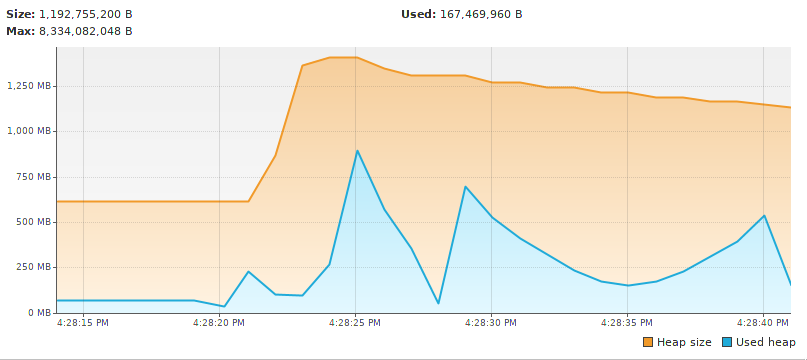 Size: 1,192,755,200 B
Used: 167,469,960 B
Max: 8,334,082,048 B
1,250 MB
1,000 MB
750 MB
500 MB
250 MB
0 MB
4:28:15 PM
4:28:20 PM
4:28:25 PM
4:28:30 PM
4:28:35 PM
4:28:40 PM
Heap size
Used heap